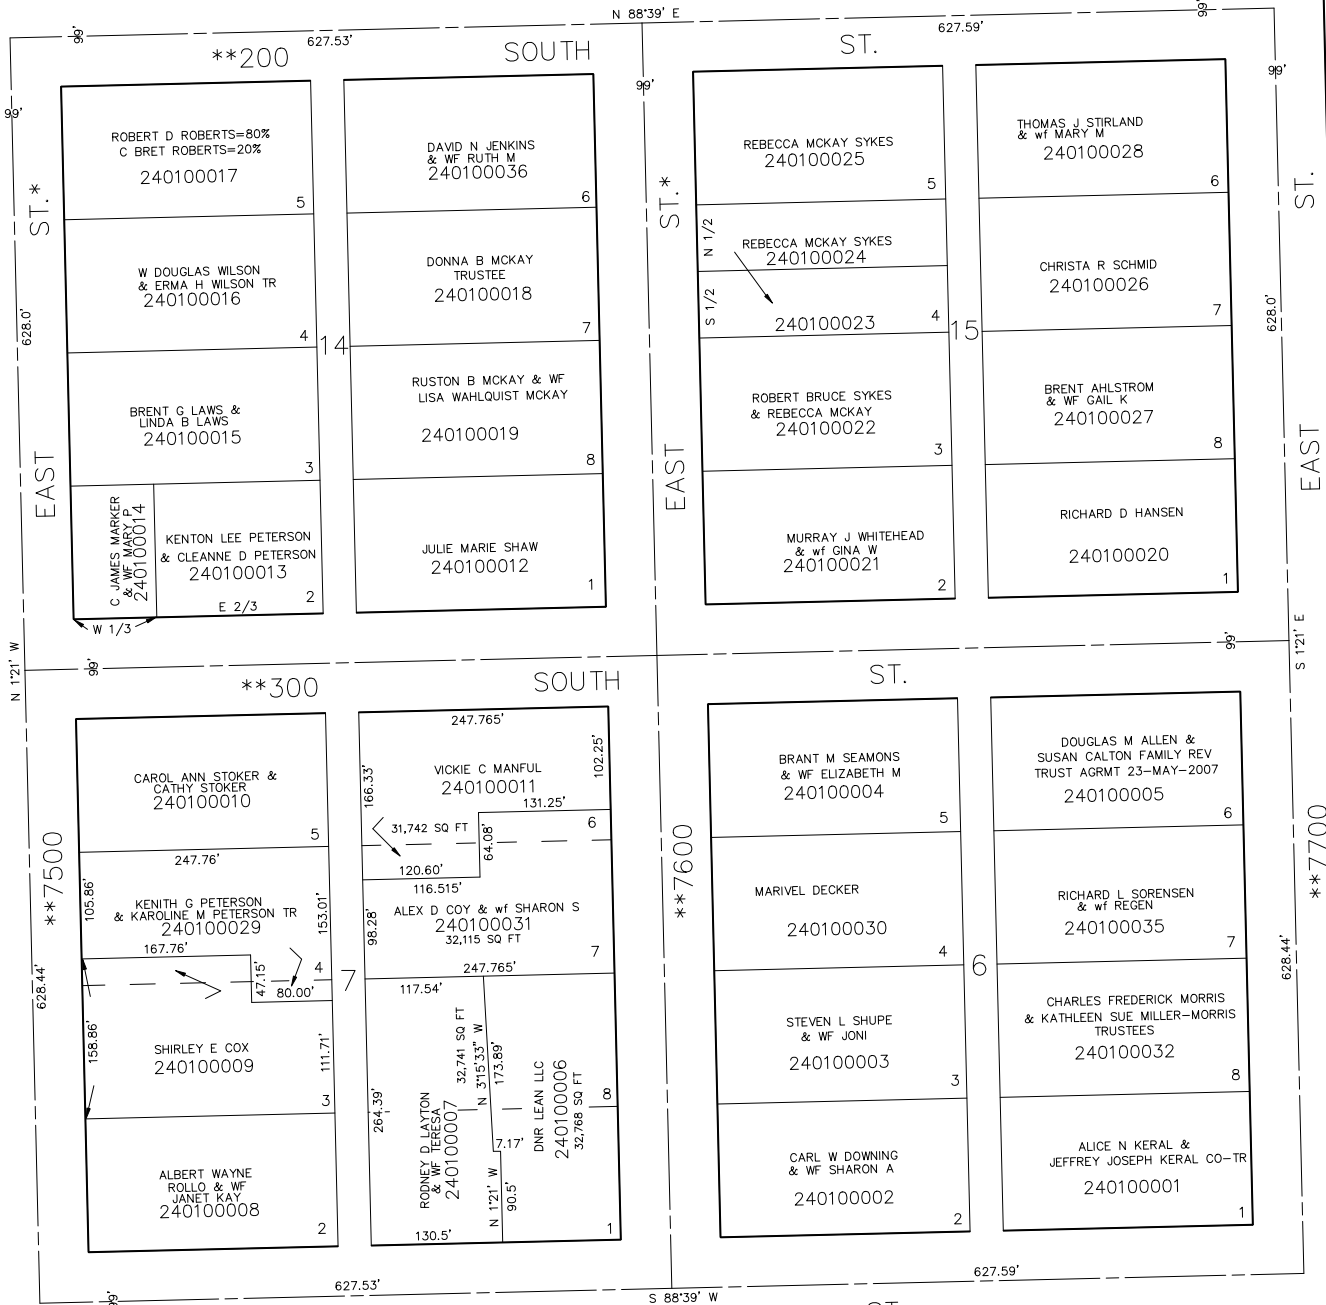 N 88°39' E
99'
627.53'
627.59'
99'
**200
SOUTH
ST.
99'
99'
99'
ROBERT D ROBERTS=80%
C BRET ROBERTS=20%
240100017
5
DAVID N JENKINS
& WF RUTH M
240100036
6
REBECCA MCKAY SYKES
240100025
5
THOMAS J STIRLAND
& wf MARY M
240100028
6
ST.*
ST.*
ST.
W DOUGLAS WILSON
& ERMA H WILSON TR
240100016
4
DONNA B MCKAY
TRUSTEE
240100018
7
N 1/2
REBECCA MCKAY SYKES
240100024
S 1/2
240100023
4
CHRISTA R SCHMID
240100026
7
628.0'
14
15
628.0'
BRENT G LAWS &
LINDA B LAWS
240100015
3
RUSTON B MCKAY & WF
LISA WAHLQUIST MCKAY
240100019
8
ROBERT BRUCE SYKES
& REBECCA MCKAY
240100022
3
BRENT AHLSTROM
& WF GAIL K
240100027
8
EAST
EAST
EAST
C JAMES MARKER
& WF MARY P
240100014
KENTON LEE PETERSON
& CLEANNE D PETERSON
240100013
2
E 2/3
W 1/3
JULIE MARIE SHAW
240100012
1
MURRAY J WHITEHEAD
& wf GINA W
240100021
2
RICHARD D HANSEN
240100020
1
N 1°21' W
99'
99'
S 1°21' E
**300
SOUTH
ST.
CAROL ANN STOKER &
CATHY STOKER
240100010
5
247.765'
166.33'
VICKIE C MANFUL
240100011
102.25'
131.25'
31,742 SQ FT
64.08'
6
120.60'
BRANT M SEAMONS
& WF ELIZABETH M
240100004
5
DOUGLAS M ALLEN &
SUSAN CALTON FAMILY REV
TRUST AGRMT 23-MAY-2007
240100005
6
**7500
**7600
**7700
247.76'
105.86'
KENITH G PETERSON
& KAROLINE M PETERSON TR
240100029
153.01'
167.76'
47.15'
80.00'
4
116.515'
98.28'
ALEX D COY & wf SHARON S
240100031
32,115 SQ FT
7
247.765'
MARIVEL DECKER
240100030
4
RICHARD L SORENSEN
& wf REGEN
240100035
7
628.44'
7
6
628.44'
158.86'
SHIRLEY E COX
240100009
111.71'
3
117.54'
264.39'
RODNEY D LAYTON
& WF TERESA
240100007
32,741 SQ FT
N 3°15'33" W
173.89'
DNR LEAN LLC
240100006
32,768 SQ FT
8
7.17'
N 1°21' W
90.5'
130.5'
1
STEVEN L SHUPE
& WF JONI
240100003
3
CHARLES FREDERICK MORRIS
& KATHLEEN SUE MILLER-MORRIS
TRUSTEES
240100032
8
ALBERT WAYNE
ROLLO & WF
JANET KAY
240100008
2
CARL W DOWNING
& WF SHARON A
240100002
2
ALICE N KERAL &
JEFFREY JOSEPH KERAL CO-TR
240100001
1
627.53'
627.59'
99'
S 88°39' W
ST.